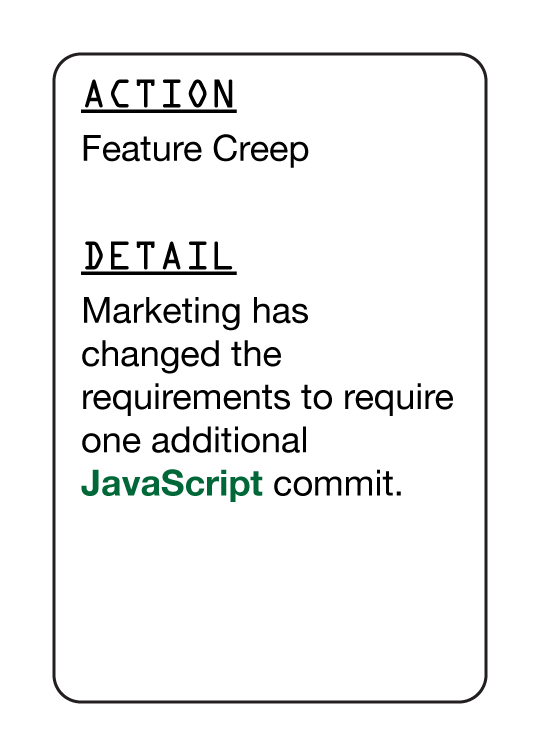 ACTION
Feature Creep
DETAIL
Marketing has
changed the
requirements to require
one additional
JavaScript commit.